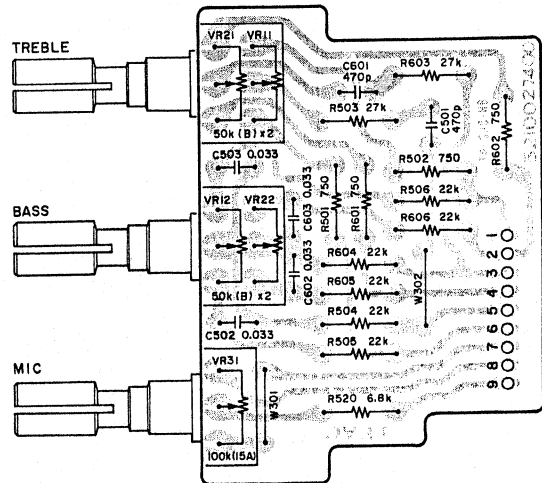 TREBLE
VR21 VR11
50k (B) x2
C601
470p
R603 27k
R503 27k
C501
470p
R602 750
C503 0.033
R502 750
R506 22k
R606 22k
BASS
VR12 VR22
50k (B) x2
C603 0.033
C602 0.033
R501 750
R601 750
R604 22k
R605 22k
R504 22k
R505 22k
W302
C502 0.033
MIC
VR31
100k(15A)
W301
R520 6.8k
1
2
3
4
5
6
7
8
9